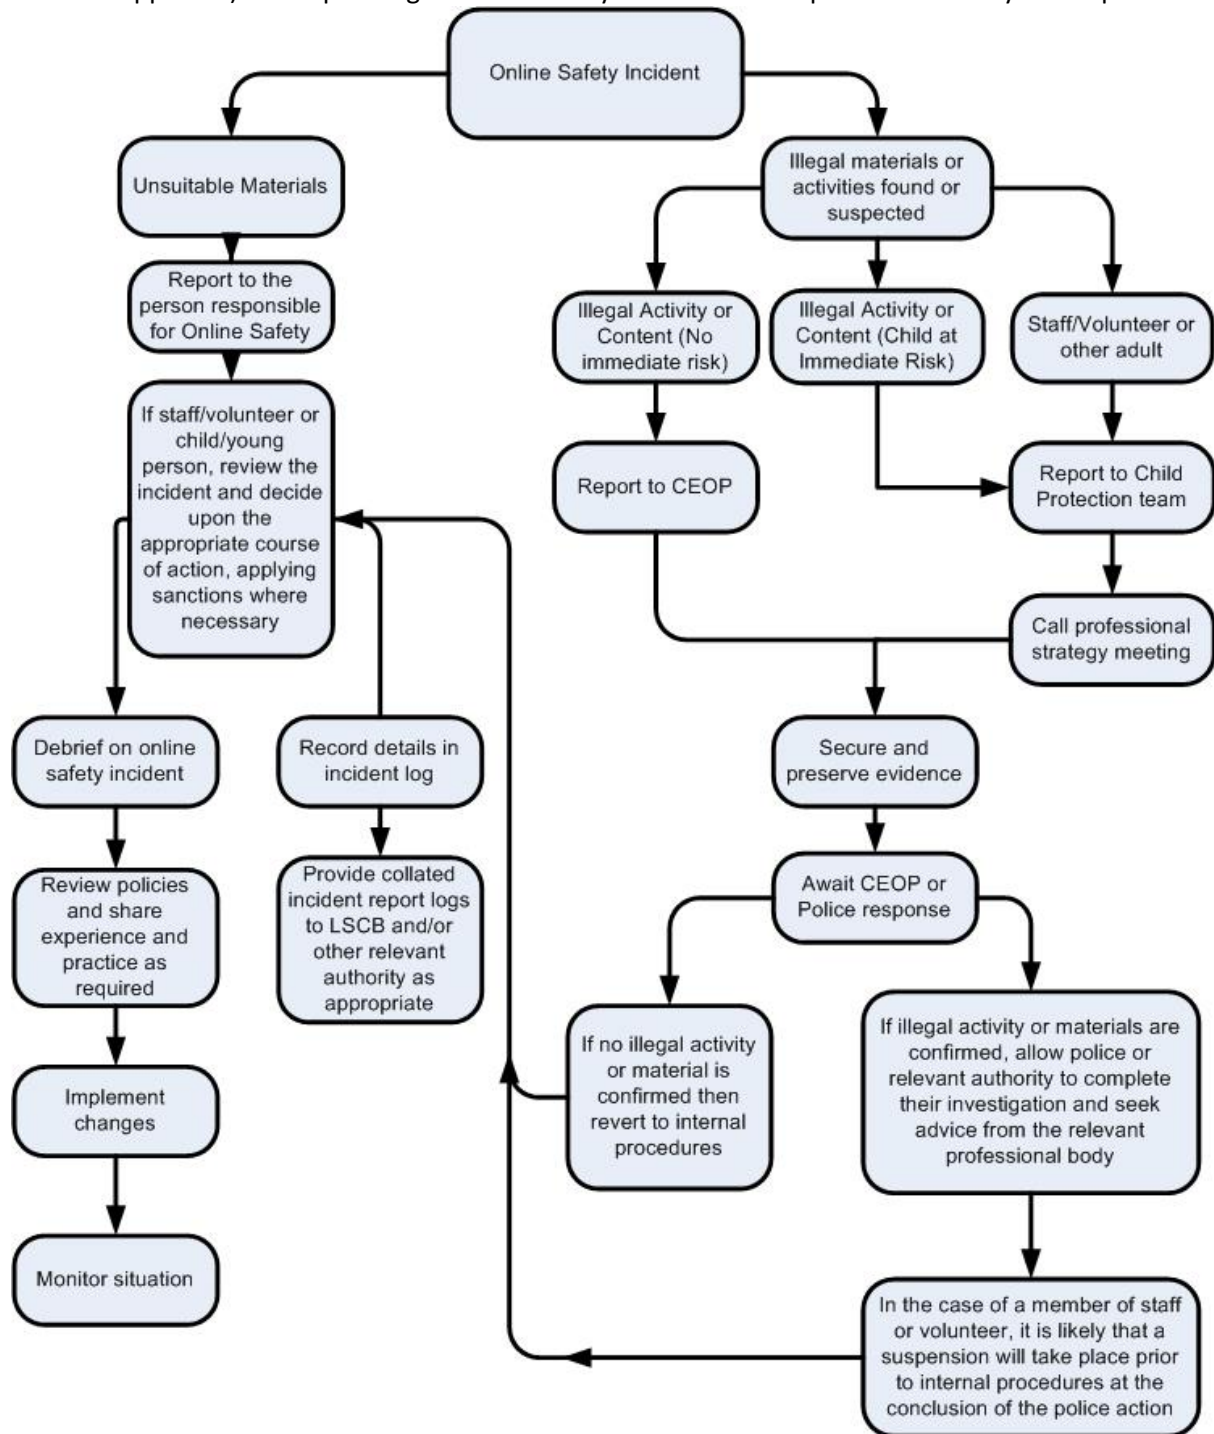 Online Safety Incident
Unsuitable Materials
Report to the
person responsible
for Online Safety
If staff/volunteer or
child/young
person, review the
incident and decide
upon the
appropriate course
of action, applying
sanctions where
necessary
Debrief on online
safety incident
Review policies
and share
experience and
practice as
required
Implement
changes
Monitor situation
Record details in
incident log
Provide collated
incident report logs
to LSCB and/or
other relevant
authority as
appropriate
Illegal materials or
activities found or
suspected
Illegal Activity or
Content (No
immediate risk)
Illegal Activity or
Content (Child at
Immediate Risk)
Staff/Volunteer or
other adult
Report to CEOP
Report to Child
Protection team
Call professional
strategy meeting
Secure and
preserve evidence
Await CEOP or
Police response
If no illegal activity
or material is
confirmed then
revert to internal
procedures
If illegal activity or materials are
confirmed, allow police or
relevant authority to complete
their investigation and seek
advice from the relevant
professional body
In the case of a member of staff
or volunteer, it is likely that a
suspension will take place prior
to internal procedures at the
conclusion of the police action